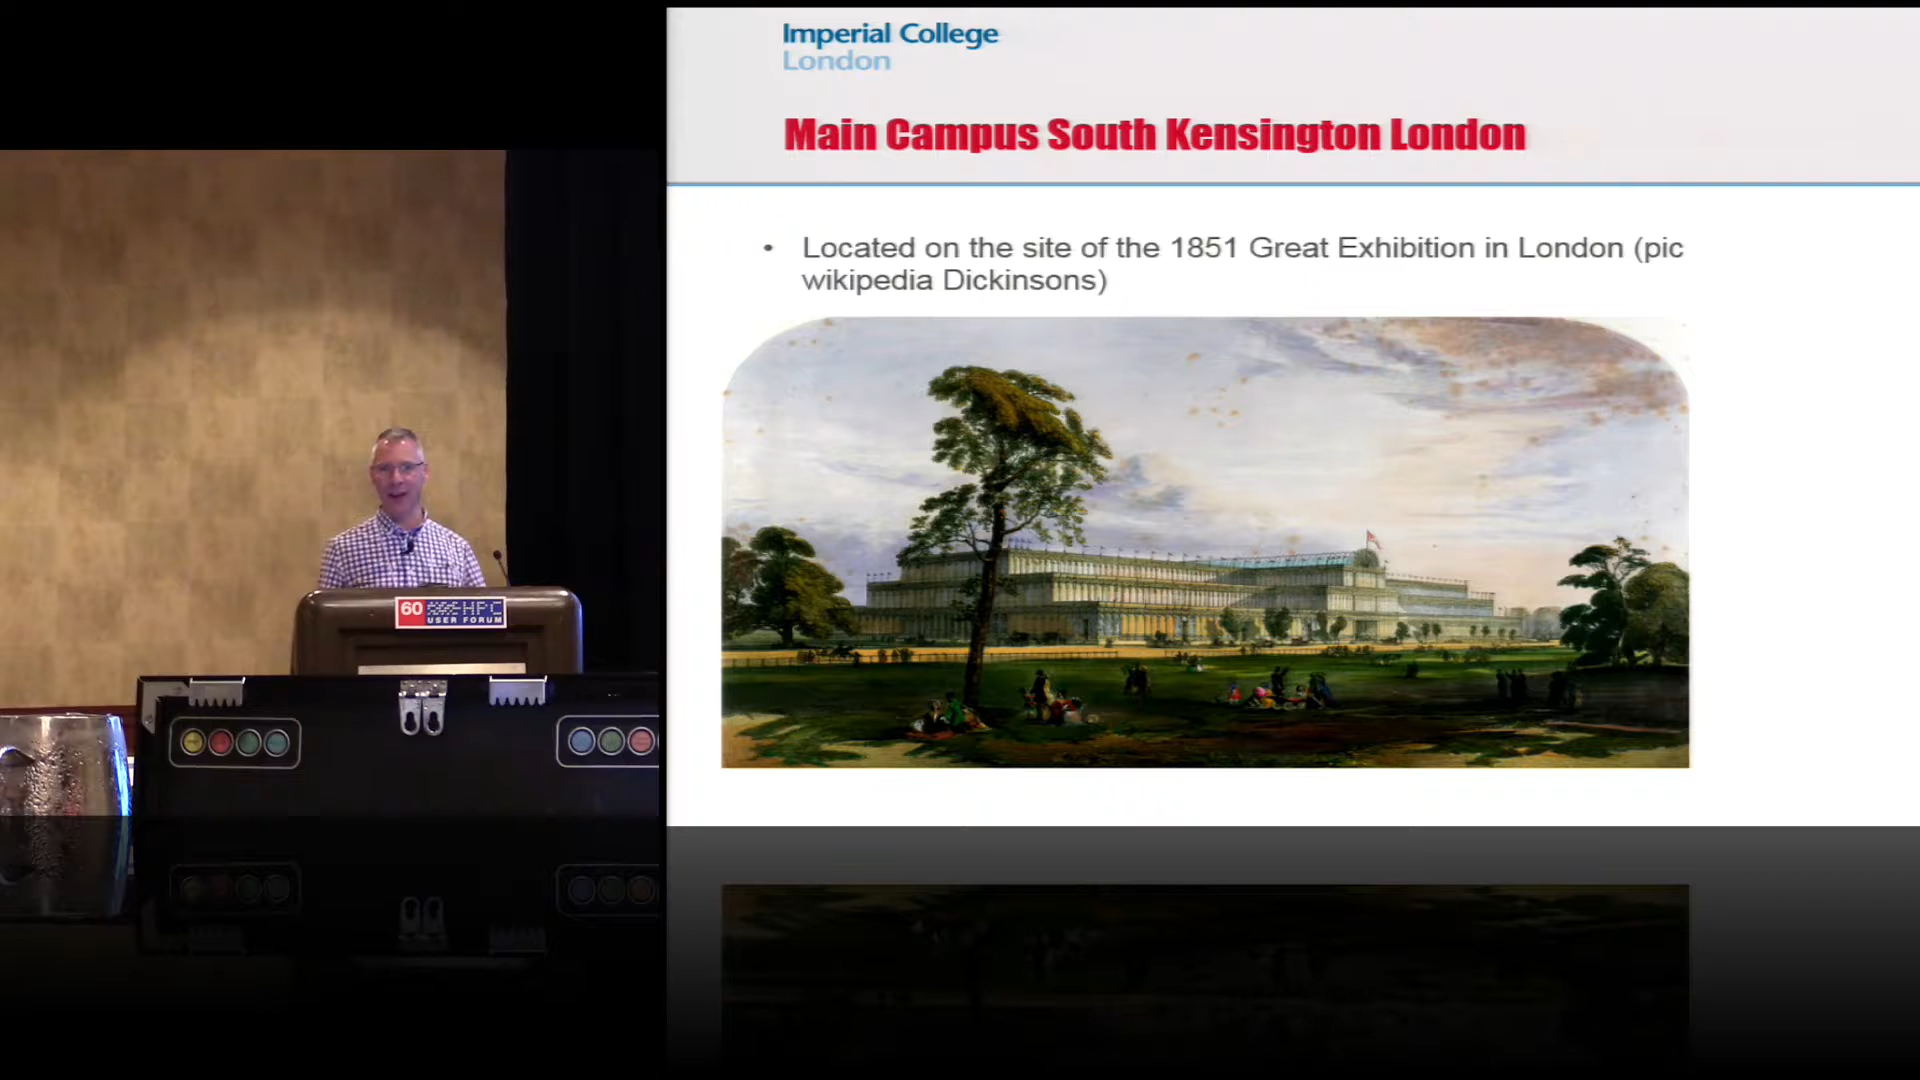 Imperial College
London
Main Campus South Kensington London
• Located on the site of the 1851 Great Exhibition in London (pic
wikipedia Dickinsons)
60 HPC
USER FORUM